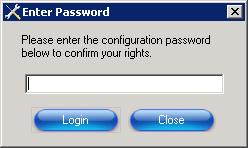 Enter Password
Please enter the configuration password
below to confirm your rights.
Login
Close